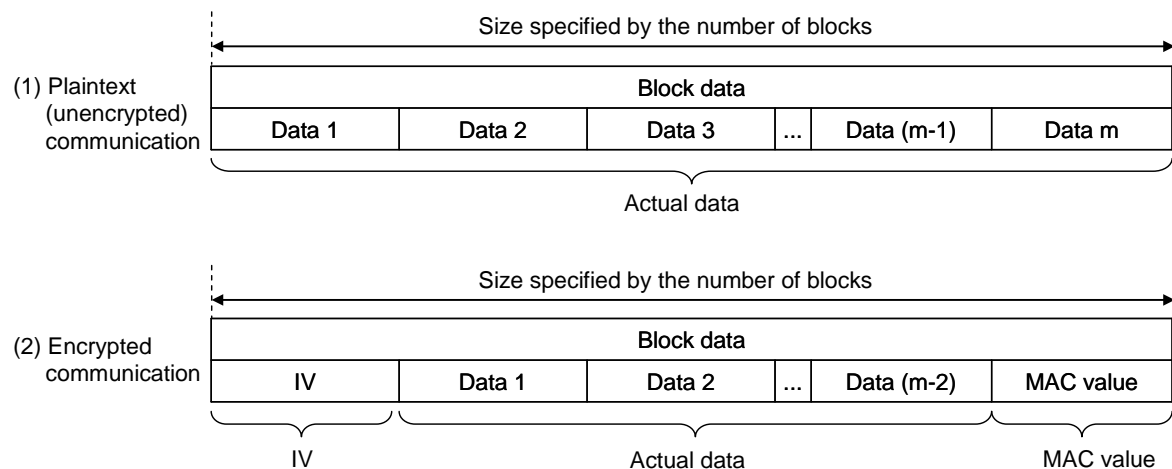 Size specified by the number of blocks
(1) Plaintext
(unencrypted)
communication
Block data
Data 1 Data 2 Data 3 ... Data (m-1) Data m
Actual data
Size specified by the number of blocks
(2) Encrypted
communication
Block data
IV Data 1 Data 2 ... Data (m-2) MAC value
IV Actual data MAC value